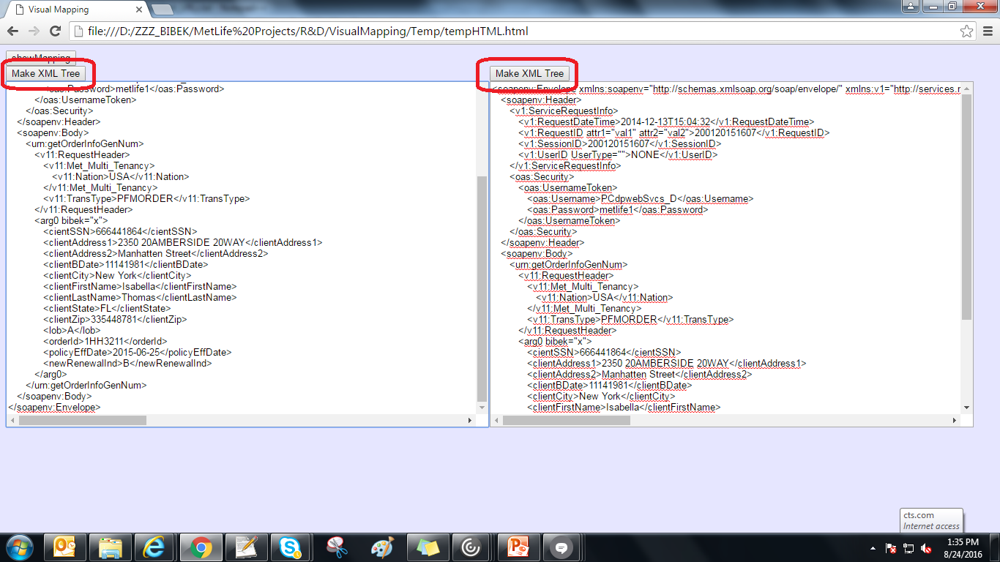 Visual Mapping
file:///D:/ZZZ_BIBEK/MetLife%20Projects/R&D/VisualMapping/Temp/tempHTML.html
showMapping
Make XML Tree
<oas:Password>metlife1</oas:Password>
</oas:UsernameToken>
</oas:Security>
</soapenv:Header>
<soapenv:Body>
<urn:getOrderInfoGenNum>
<v11:RequestHeader>
<v11:Met_Multi_Tenancy>
<v11:Nation>USA</v11:Nation>
</v11:Met_Multi_Tenancy>
<v11:TransType>PFMORDER</v11:TransType>
</v11:RequestHeader>
<arg0 bibek="x">
<cientSSN>666441864</cientSSN>
<clientAddress1>2350 20AMBERSIDE 20WAY</clientAddress1>
<clientAddress2>Manhatten Street</clientAddress2>
<clientBDate>11141981</clientBDate>
<clientCity>New York</clientCity>
<clientFirstName>Isabella</clientFirstName>
<clientLastName>Thomas</clientLastName>
<clientState>FL</clientState>
<clientZip>335448781</clientZip>
<lob>A</lob>
<orderId>1HH3211</orderId>
<policyEffDate>2015-06-25</policyEffDate>
<newRenewalInd>B</newRenewalInd>
</arg0>
</urn:getOrderInfoGenNum>
</soapenv:Body>
</soapenv:Envelope>
Make XML Tree
<soapenv:Envelope xmlns:soapenv="http://schemas.xmlsoap.org/soap/envelope/" xmlns:v1="http://services.
<soapenv:Header>
<v1:ServiceRequestInfo>
<v1:RequestDateTime>2014-12-13T15:04:32</v1:RequestDateTime>
<v1:RequestID attr1="val1" attr2="val2">200120151607</v1:RequestID>
<v1:SessionID>200120151607</v1:SessionID>
<v1:UserID UserType="">NONE</v1:UserID>
</v1:ServiceRequestInfo>
<oas:Security>
<oas:UsernameToken>
<oas:Username>PCdpwebSvcs_D</oas:Username>
<oas:Password>metlife1</oas:Password>
</oas:UsernameToken>
</oas:Security>
</soapenv:Header>
<soapenv:Body>
<urn:getOrderInfoGenNum>
<v11:RequestHeader>
<v11:Met_Multi_Tenancy>
<v11:Nation>USA</v11:Nation>
</v11:Met_Multi_Tenancy>
<v11:TransType>PFMORDER</v11:TransType>
</v11:RequestHeader>
<arg0 bibek="x">
<cientSSN>666441864</cientSSN>
<clientAddress1>2350 20AMBERSIDE 20WAY</clientAddress1>
<clientAddress2>Manhatten Street</clientAddress2>
<clientBDate>11141981</clientBDate>
<clientCity>New York</clientCity>
<clientFirstName>Isabella</clientFirstName>
cts.com
Internet access
1:35 PM
8/24/2016